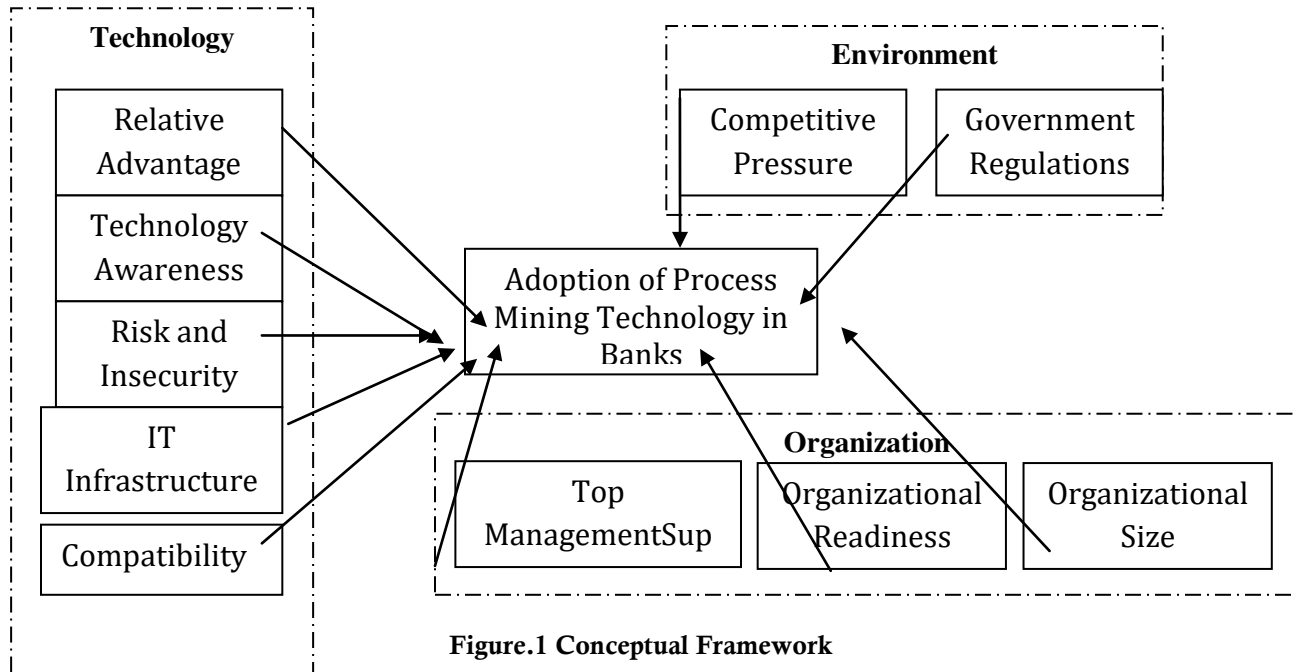 Technology
Relative
Advantage
Technology
Awareness
Risk and
Insecurity
IT
Infrastructure
Compatibility
Environment
Competitive
Pressure
Government
Regulations
Adoption of Process
Mining Technology in
Banks
Organization
Top
ManagementSup
Organizational
Readiness
Organizational
Size
Figure.1 Conceptual Framework